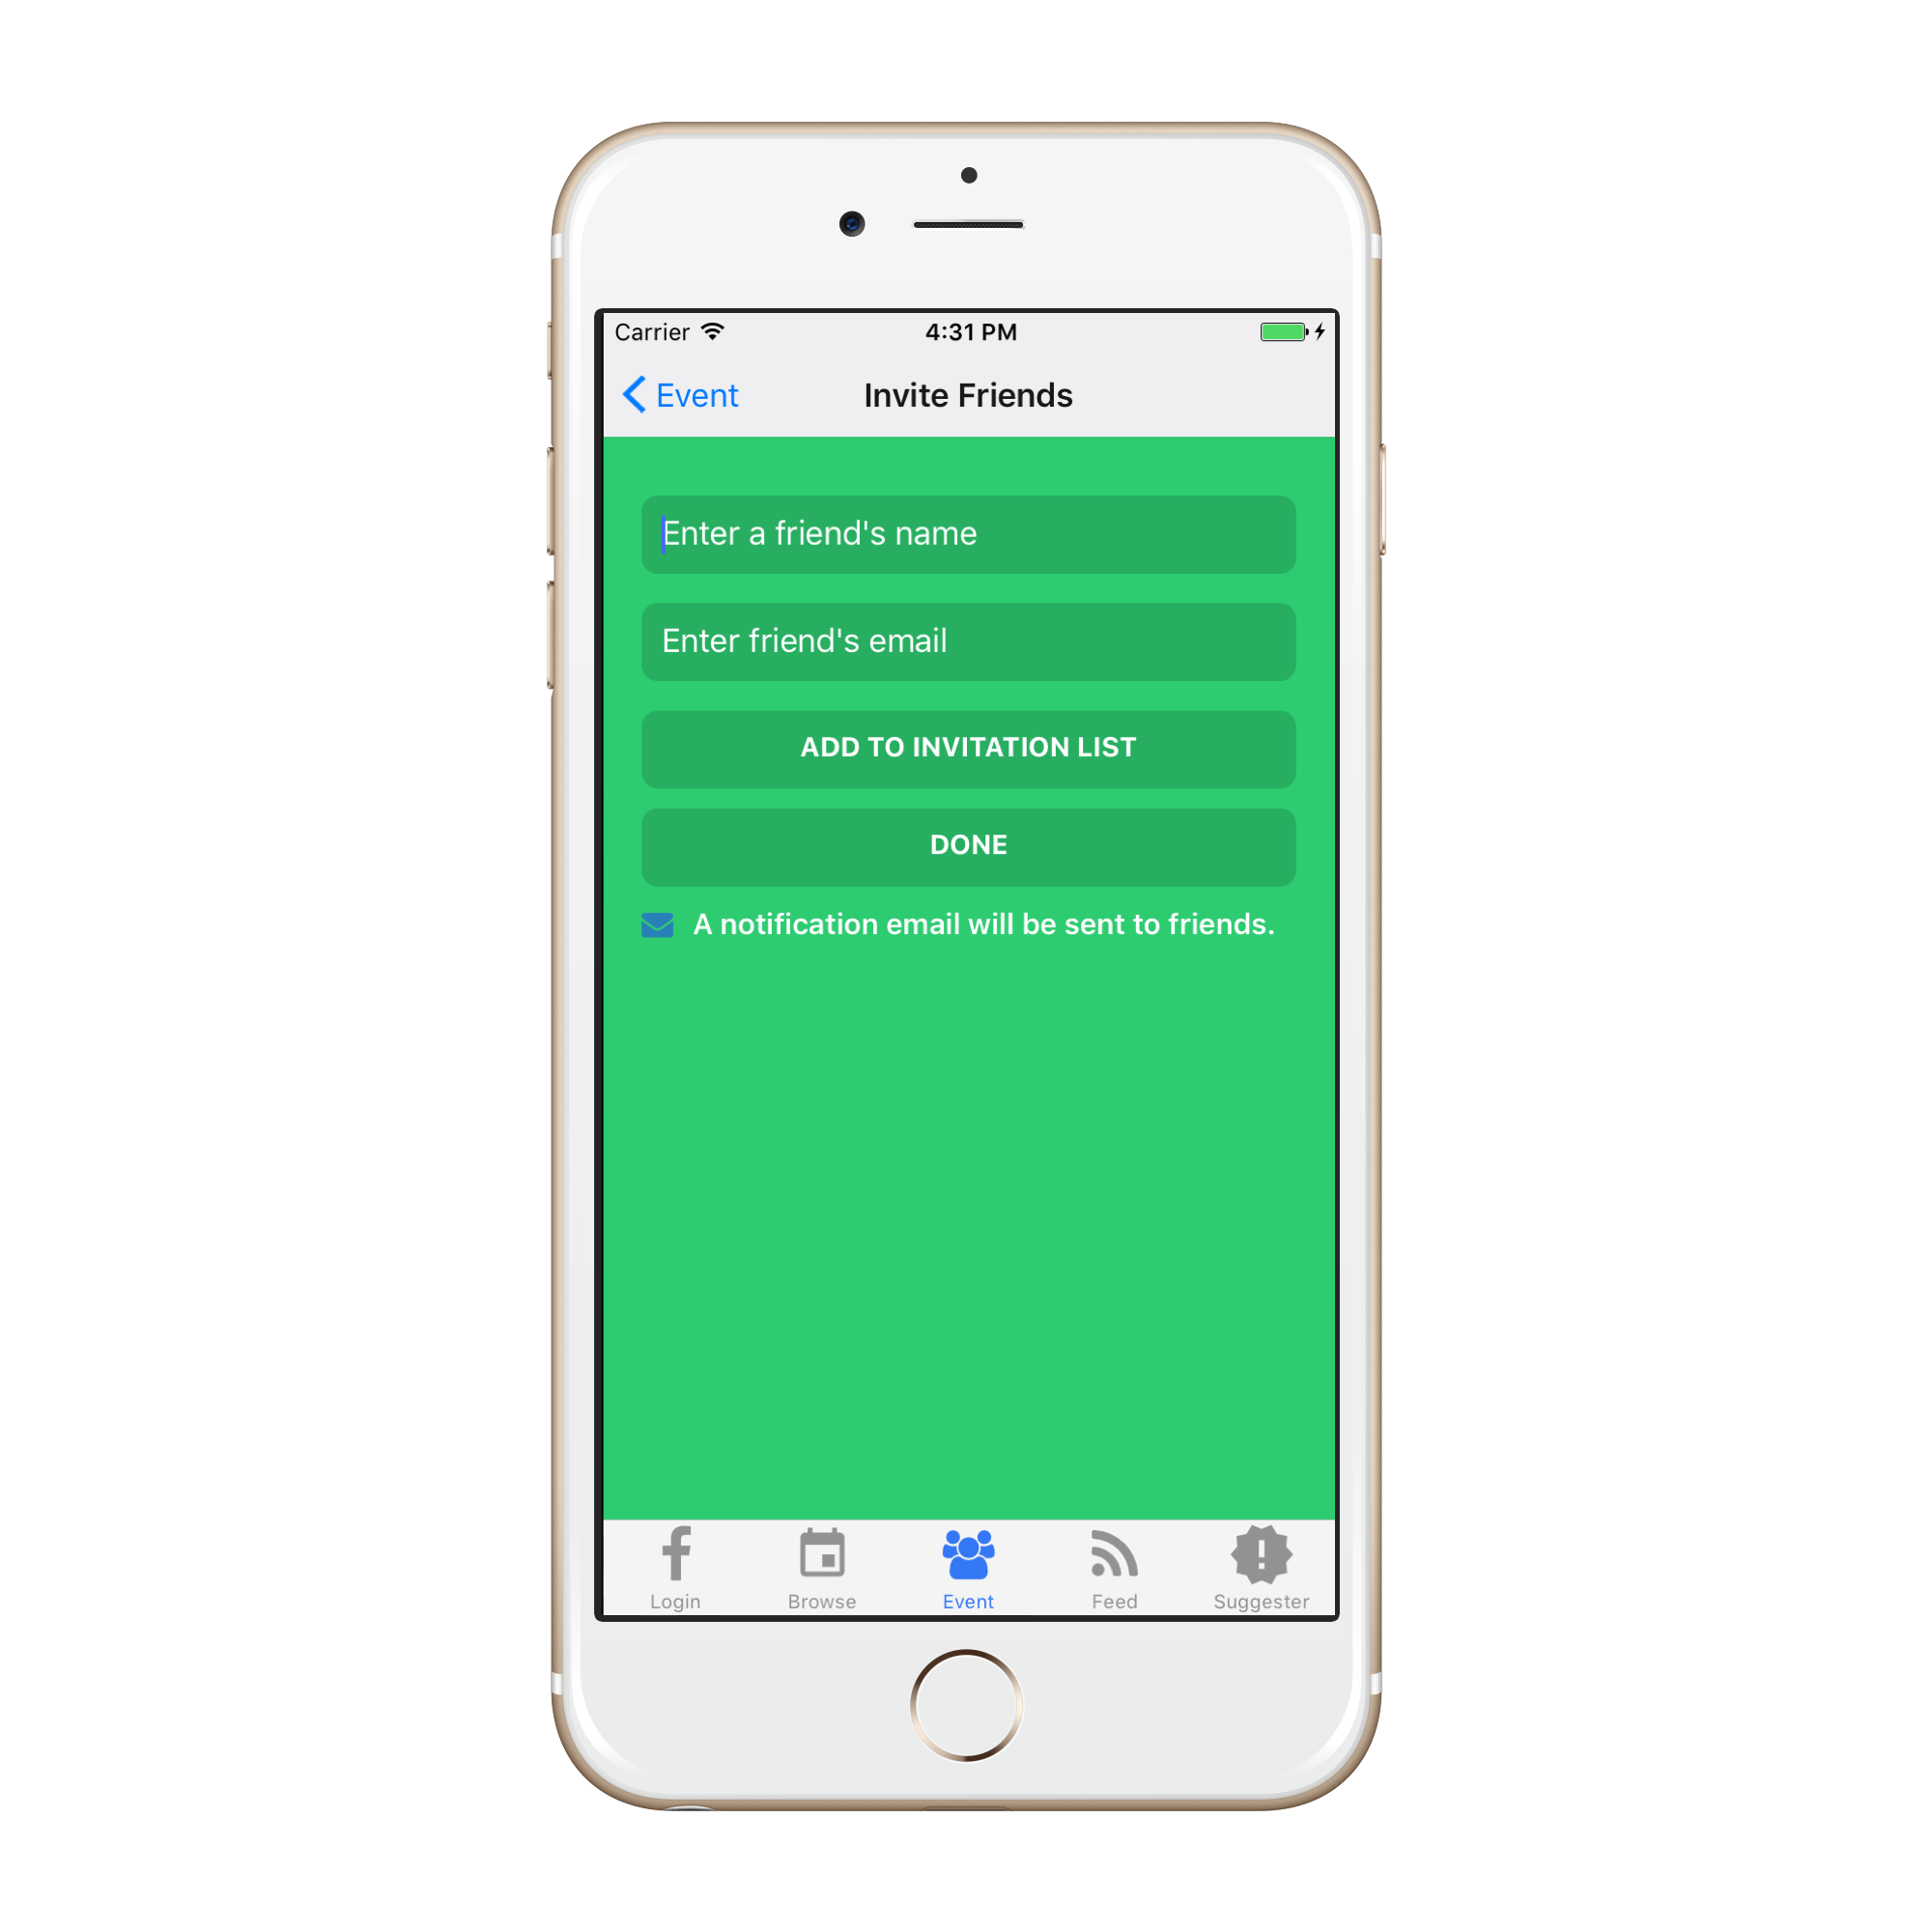 Carrier 4:31 PM
Event Invite Friends
Enter a friend's name
Enter friend's email
ADD TO INVITATION LIST
DONE
A notification email will be sent to friends.
Login Browse Event Feed Suggester